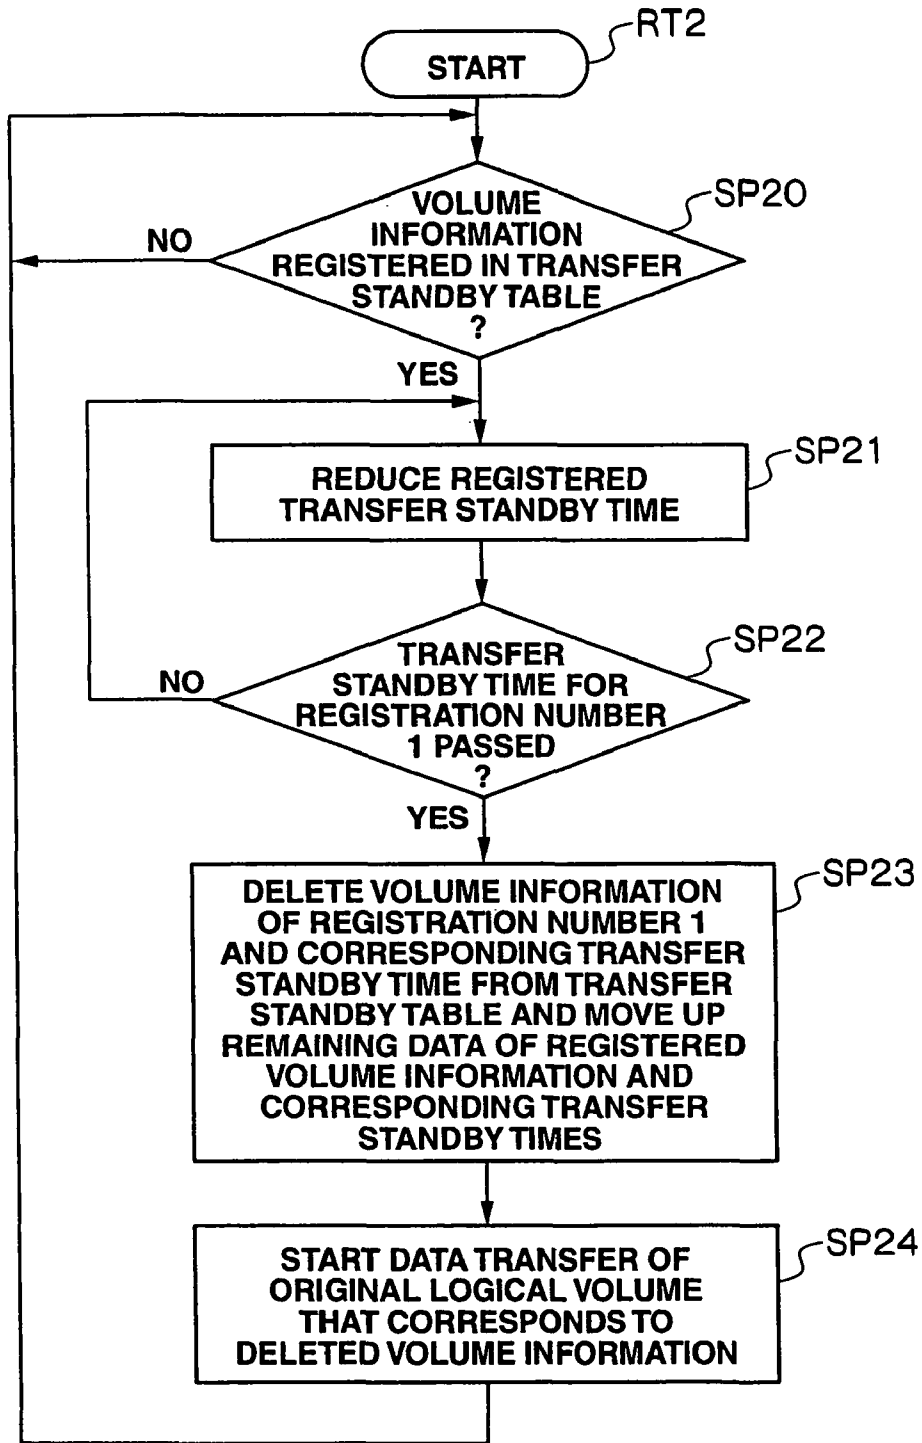 RT2
START
SP20
VOLUME
INFORMATION
REGISTERED IN TRANSFER
STANDBY TABLE
?
NO
YES
SP21
REDUCE REGISTERED
TRANSFER STANDBY TIME
SP22
TRANSFER
STANDBY TIME FOR
REGISTRATION NUMBER
1 PASSED
?
NO
YES
SP23
DELETE VOLUME INFORMATION
OF REGISTRATION NUMBER 1
AND CORRESPONDING TRANSFER
STANDBY TIME FROM TRANSFER
STANDBY TABLE AND MOVE UP
REMAINING DATA OF REGISTERED
VOLUME INFORMATION AND
CORRESPONDING TRANSFER
STANDBY TIMES
SP24
START DATA TRANSFER OF
ORIGINAL LOGICAL VOLUME
THAT CORRESPONDS TO
DELETED VOLUME INFORMATION